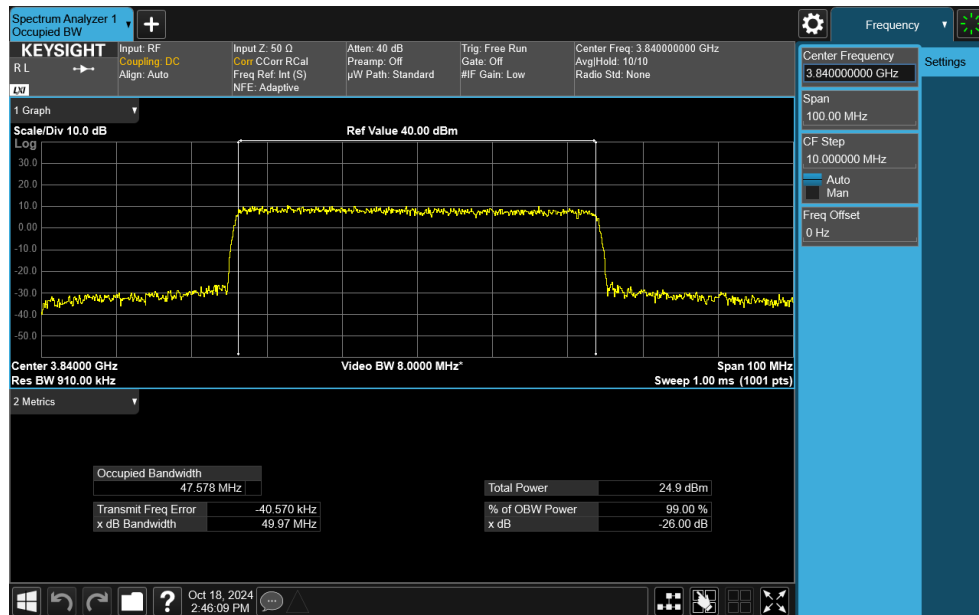 Spectrum Analyzer 1
Occupied BW
Frequency
KEYSIGHT
R L
LXI
Input: RF
Coupling: DC
Align: Auto
Input Z: 50 Ω
Corr CCorr RCal
Freq Ref: Int (S)
NFE: Adaptive
Atten: 40 dB
Preamp: Off
µW Path: Standard
Trig: Free Run
Gate: Off
#IF Gain: Low
Center Freq: 3.840000000 GHz
Avg|Hold: 10/10
Radio Std: None
Center Frequency
3.840000000 GHz
Settings
Span
100.00 MHz
CF Step
10.000000 MHz
Auto
Man
Freq Offset
0 Hz
1 Graph
Scale/Div 10.0 dB
Ref Value 40.00 dBm
Log
30.0
20.0
10.0
0.00
-10.0
-20.0
-30.0
-40.0
-50.0
Center 3.84000 GHz
Video BW 8.0000 MHz*
Span 100 MHz
Res BW 910.00 kHz
Sweep 1.00 ms (1001 pts)
2 Metrics
Occupied Bandwidth
47.578 MHz
Transmit Freq Error -40.570 kHz
x dB Bandwidth 49.97 MHz
Total Power 24.9 dBm
% of OBW Power 99.00 %
x dB -26.00 dB
?
Oct 18, 2024
2:46:09 PM